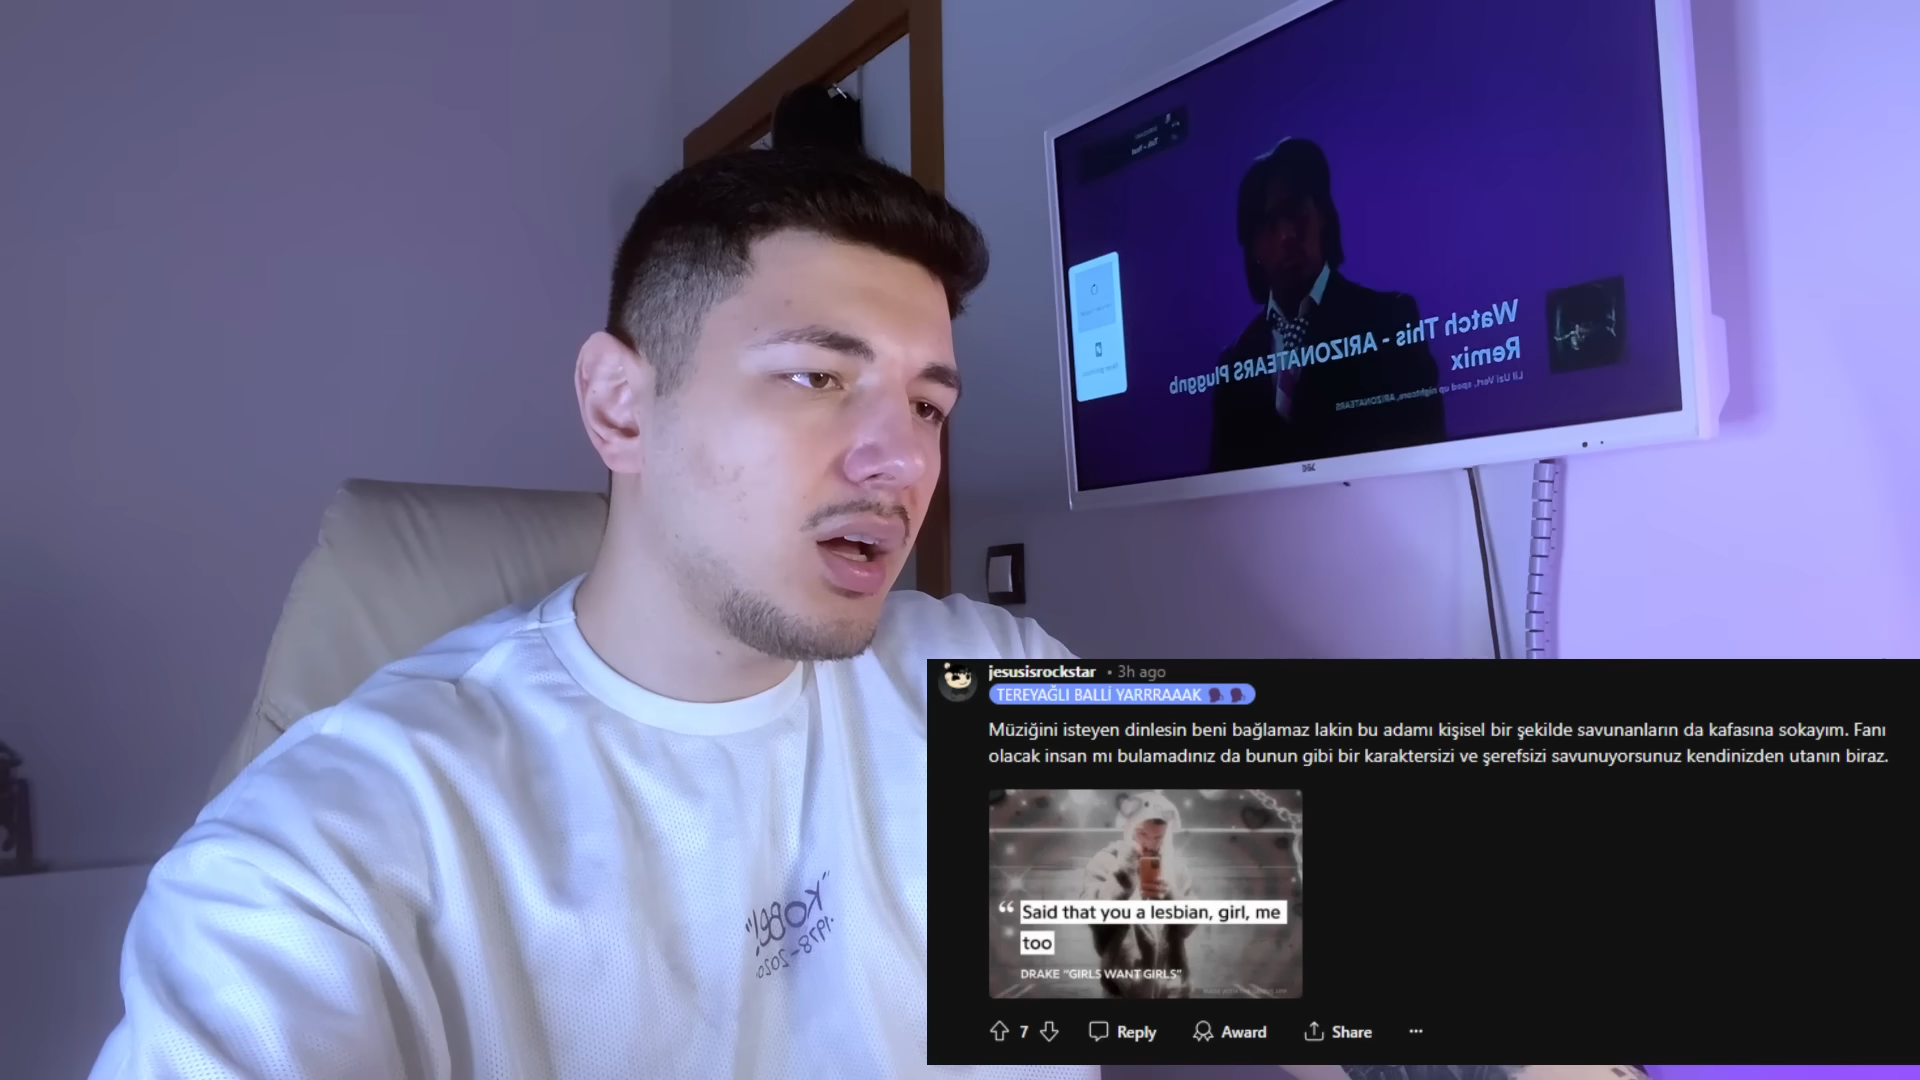 Watch This - ARIZONATEARS Pluggnb
Remix
Lil Uzi Vert, sped up nightcore, ARIZONATEARS
"KOBE!"
1978-2020
jesusisrockstar • 3h ago
TEREYAĞLI BALLİ YARRRAAAK
Müziğini isteyen dinlesin beni bağlamaz lakin bu adamı kişisel bir şekilde savunanların da kafasına sokayım. Fanı
olacak insan mı bulamadınız da bunun gibi bir karaktersizi ve şerefsizi savunuyorsunuz kendinizden utanın biraz.
“ Said that you a lesbian, girl, me
too
DRAKE "GIRLS WANT GIRLS"
7 Reply Award Share ···